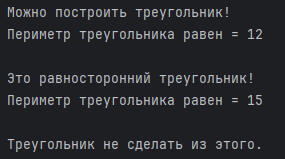 Можно построить треугольник!
Периметр треугольника равен = 12
Это равносторонний треугольник!
Периметр треугольника равен = 15
Треугольник не сделать из этого.